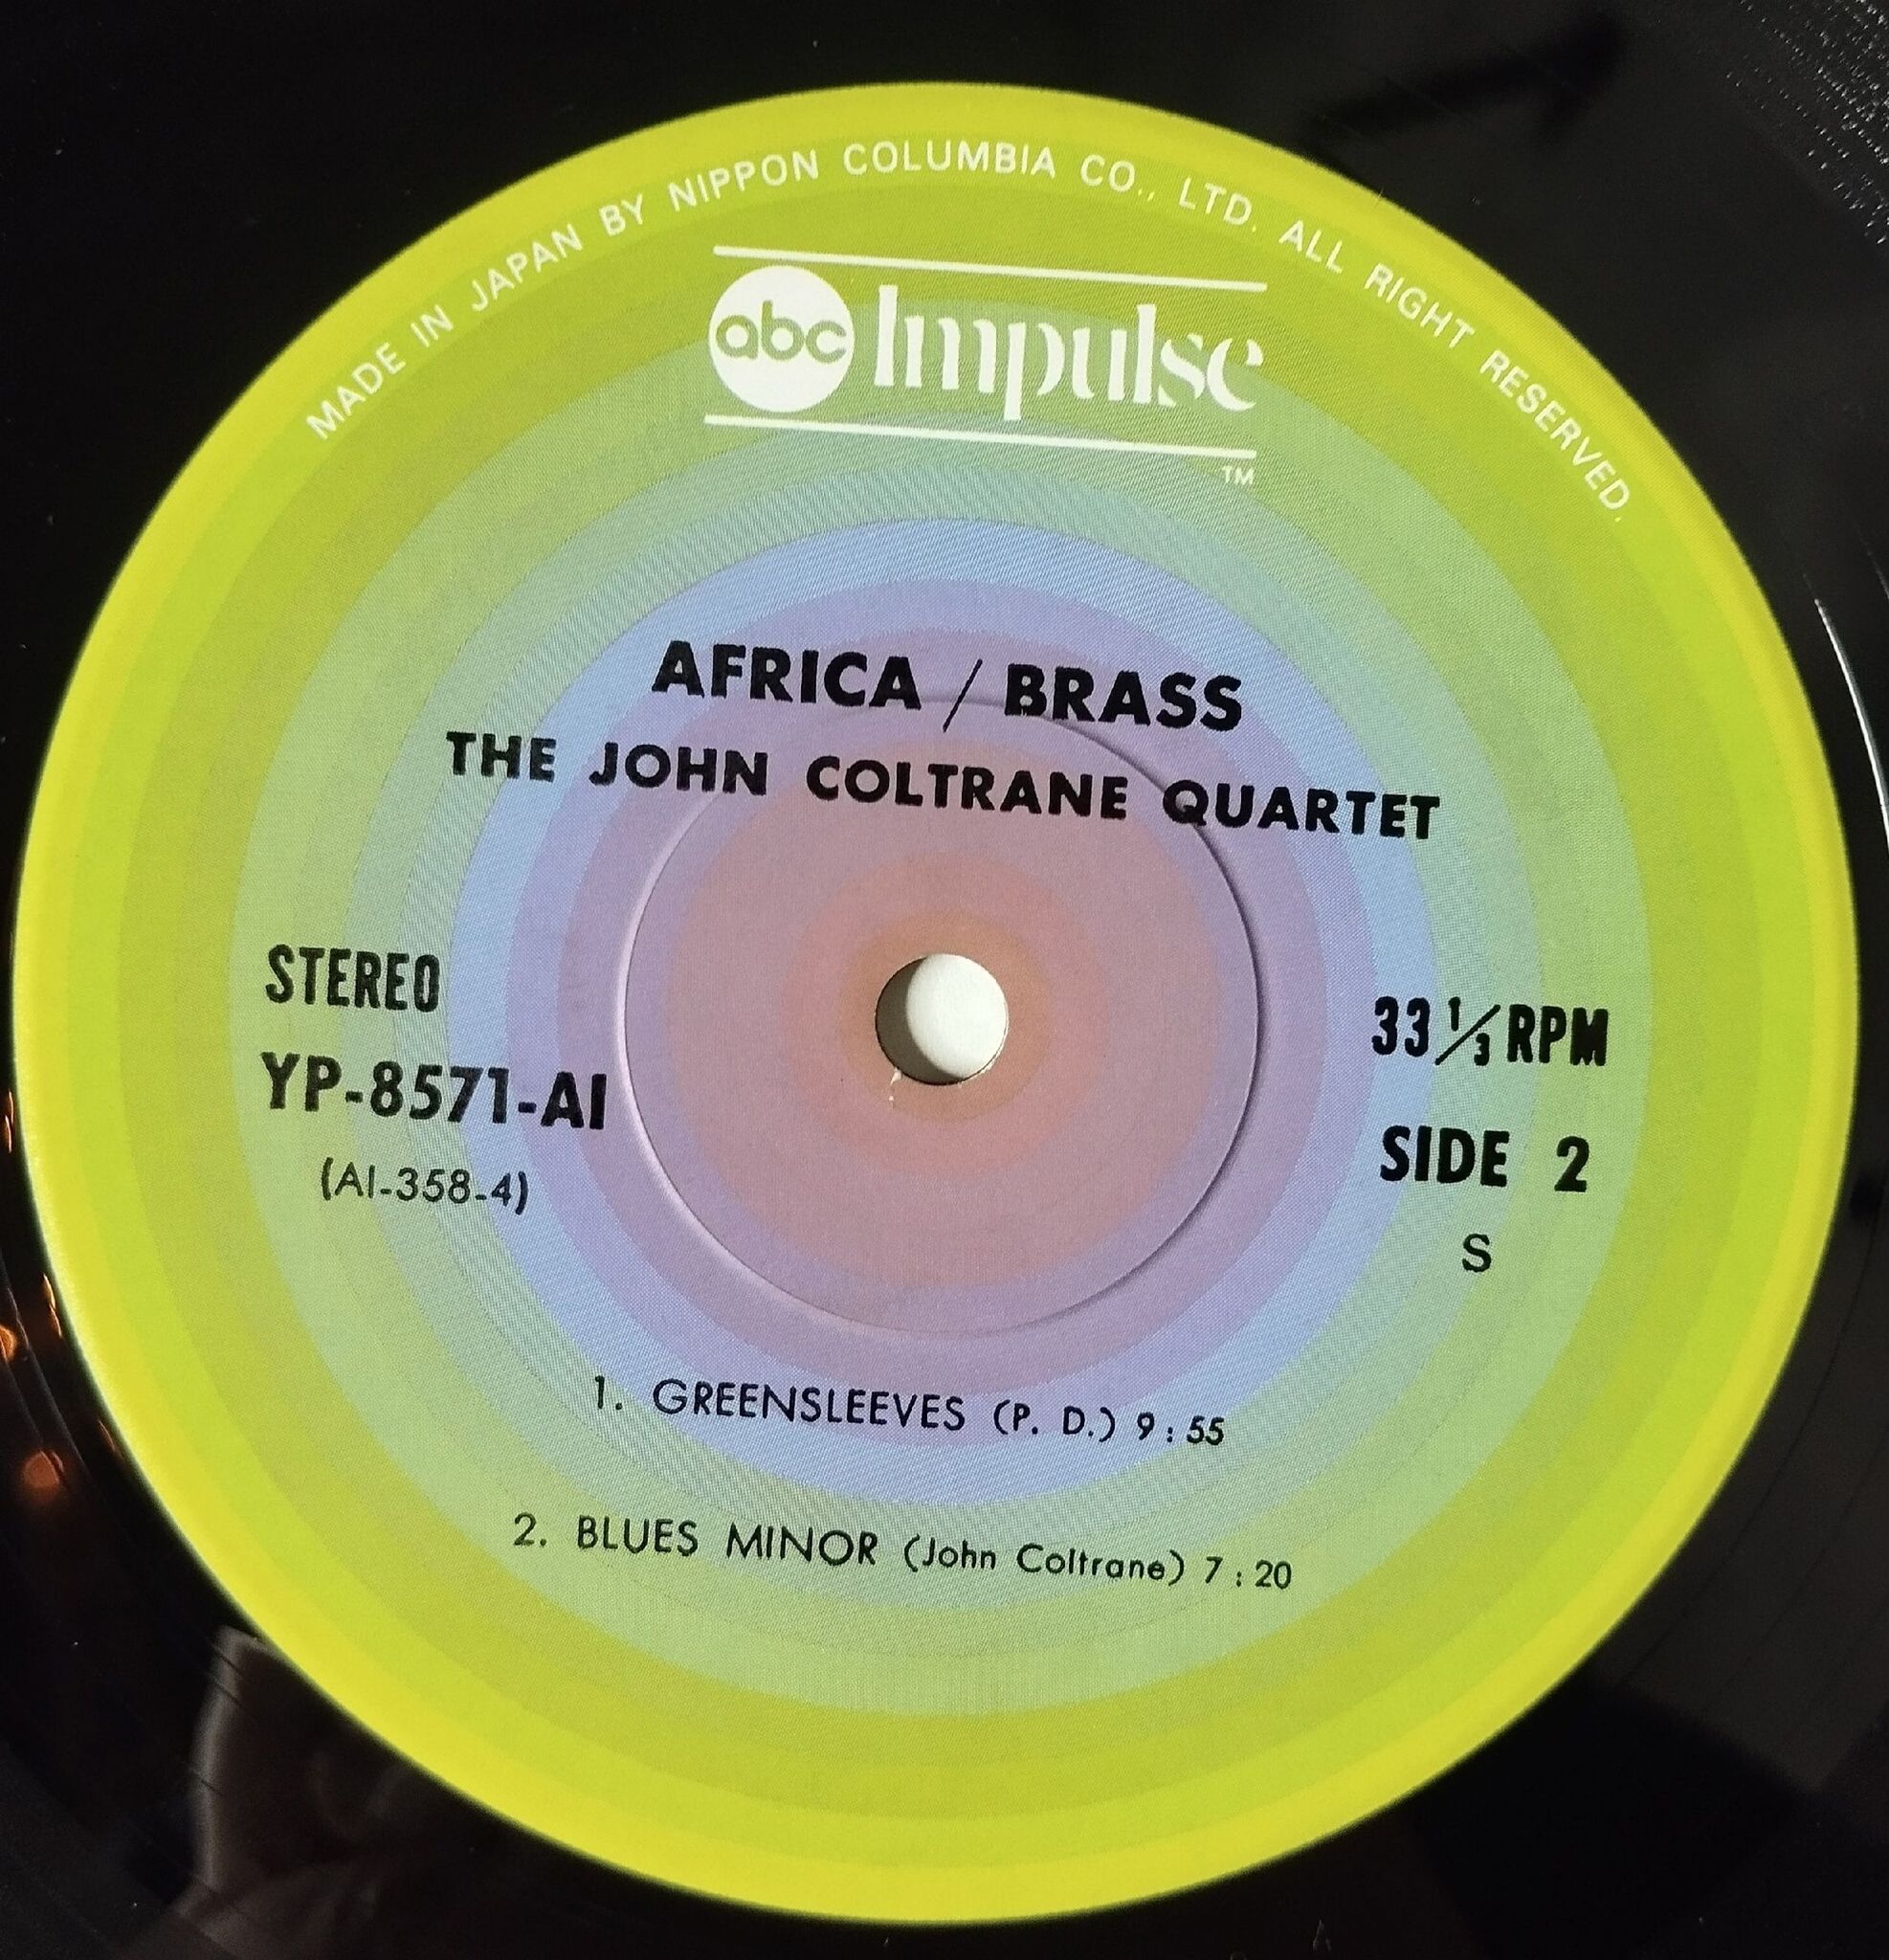 MADE IN JAPAN BY NIPPON COLUMBIA CO., LTD. ALL RIGHT RESERVED.
abc Impulse
TM
AFRICA / BRASS
THE JOHN COLTRANE QUARTET
STEREO
YP-8571-AI
(AI-358-4)
33 1/3 RPM
SIDE 2
S
1. GREENSLEEVES (P. D.) 9 : 55
2. BLUES MINOR (John Coltrane) 7 : 20